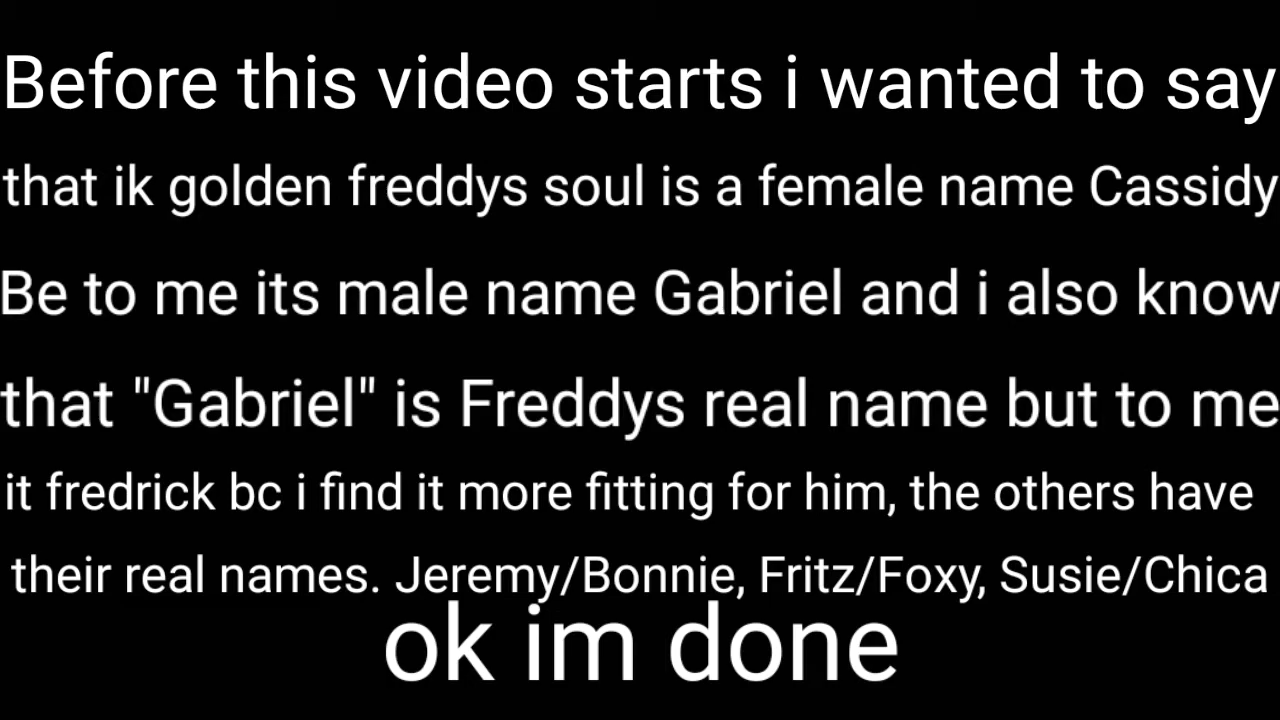 Before this video starts i wanted to say
that ik golden freddys soul is a female name Cassidy
Be to me its male name Gabriel and i also know
that "Gabriel" is Freddys real name but to me
it fredrick bc i find it more fitting for him, the others have
their real names. Jeremy/Bonnie, Fritz/Foxy, Susie/Chica
ok im done